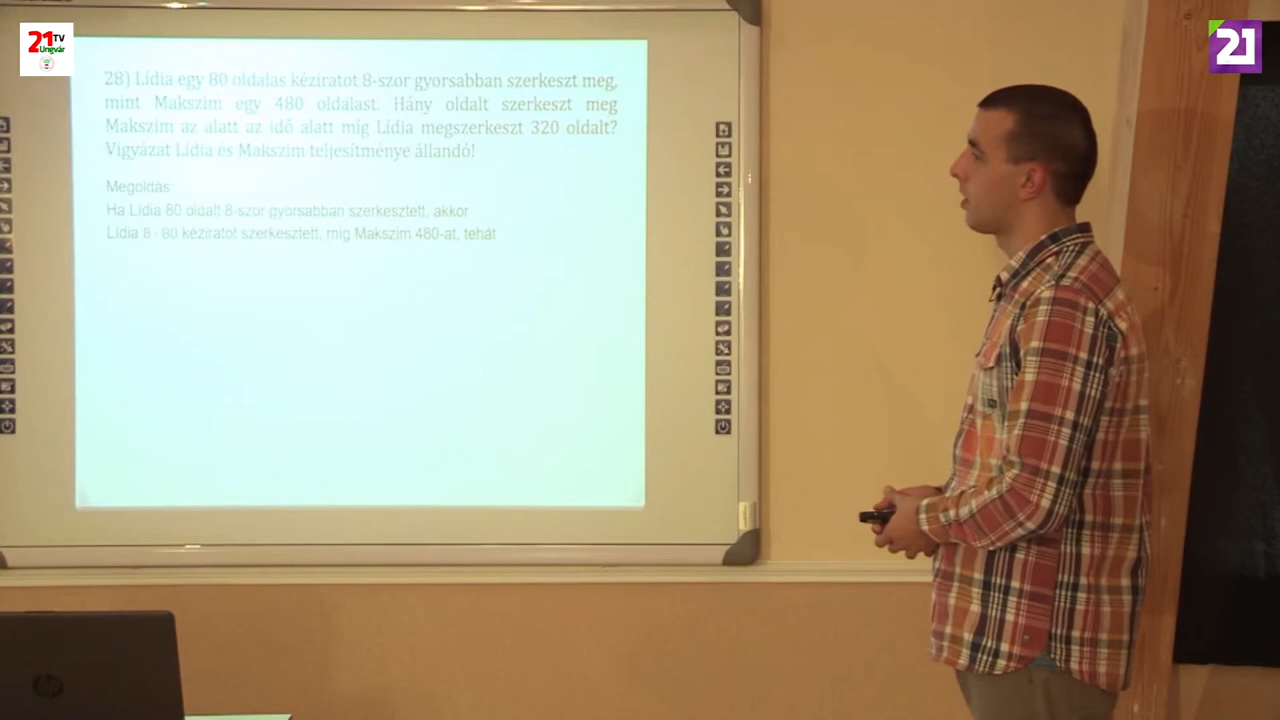 21 TV
Ungvár
21
28) Lídia egy 80 oldalas kéziratot 8-szor gyorsabban szerkeszt meg,
mint Makszim egy 480 oldalast. Hány oldalt szerkeszt meg
Makszim az alatt az idő alatt míg Lídia megszerkeszt 320 oldalt?
Vigyázat Lídia és Makszim teljesítménye állandó!
Megoldás:
Ha Lídia 80 oldalt 8-szor gyorsabban szerkesztett, akkor
Lídia 8 · 80 kéziratot szerkesztett, míg Makszim 480-at, tehát
hp